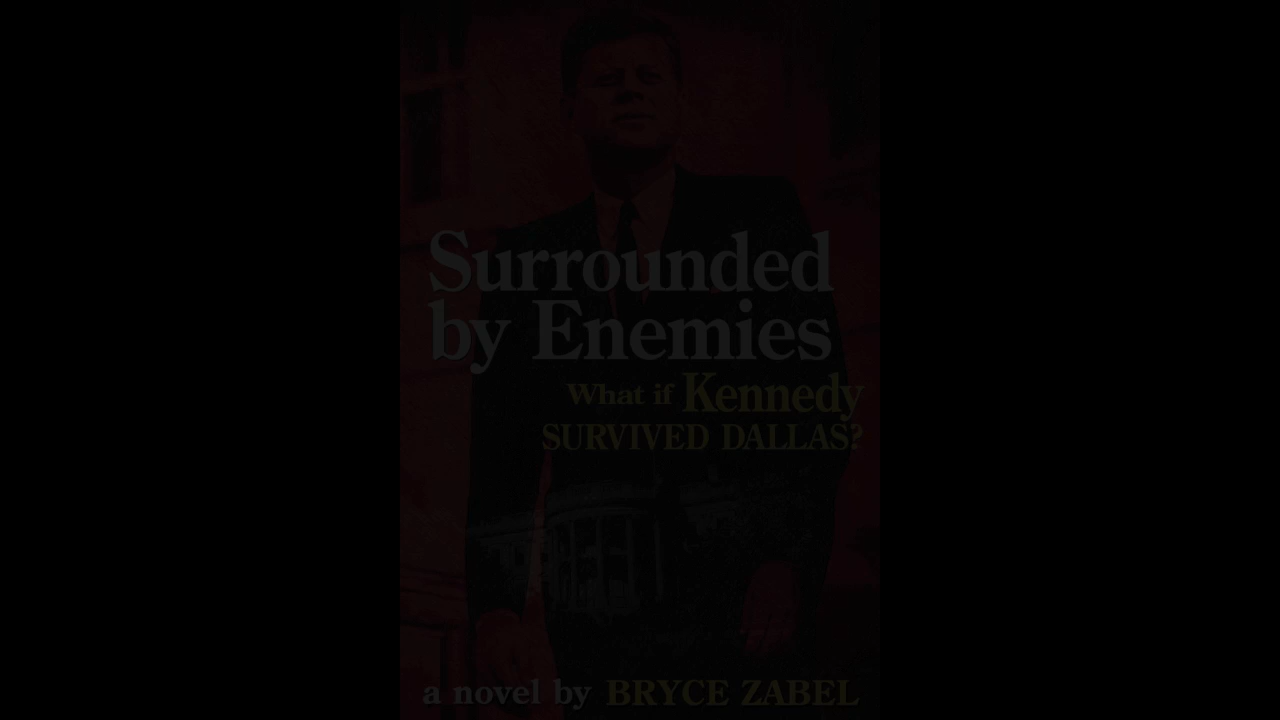 Surrounded
by Enemies
What if Kennedy
SURVIVED DALLAS?
a novel by BRYCE ZABEL